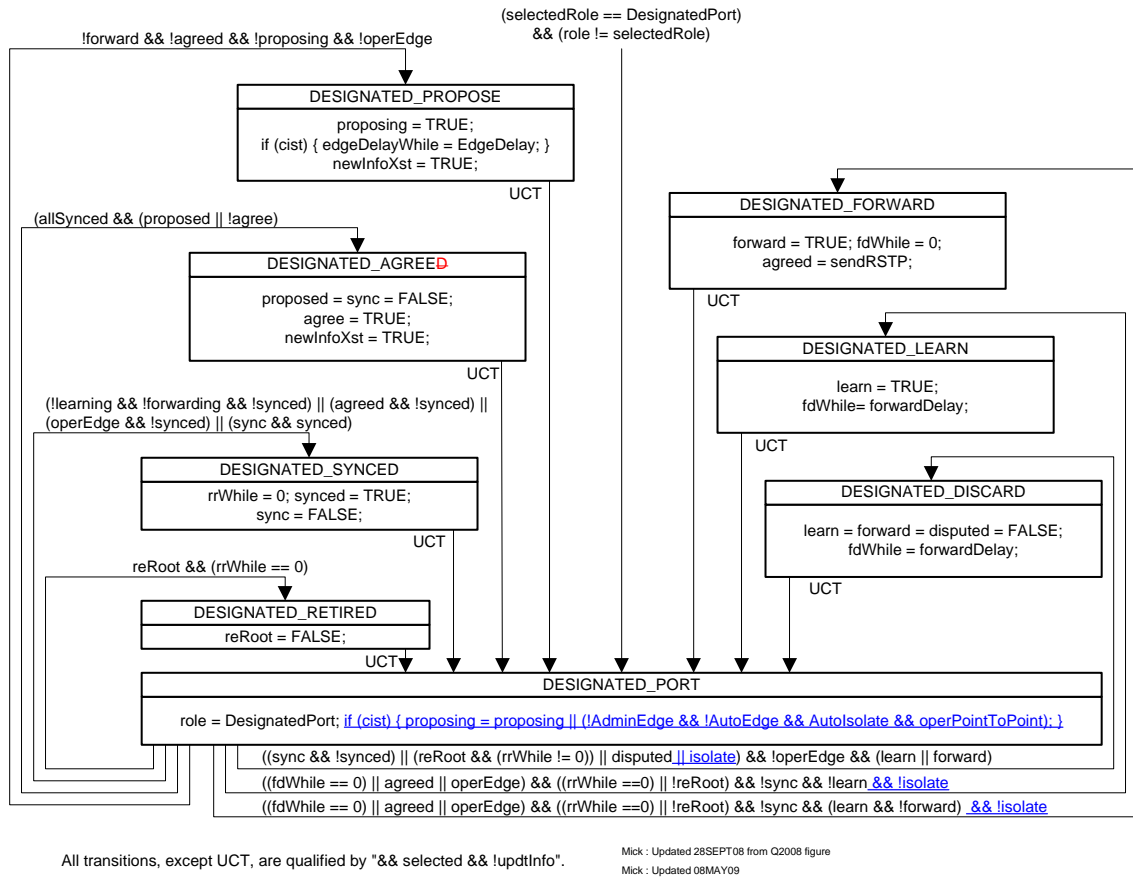 (selectedRole == DesignatedPort)
&& (role != selectedRole)
!forward && !agreed && !proposing && !operEdge
DESIGNATED_PROPOSE
proposing = TRUE;
if (cist) { edgeDelayWhile = EdgeDelay; }
newInfoXst = TRUE;
UCT
DESIGNATED_FORWARD
forward = TRUE; fdWhile = 0;
agreed = sendRSTP;
UCT
(allSynced && (proposed || !agree)
DESIGNATED_AGREED
proposed = sync = FALSE;
agree = TRUE;
newInfoXst = TRUE;
UCT
DESIGNATED_LEARN
learn = TRUE;
fdWhile= forwardDelay;
UCT
(!learning && !forwarding && !synced) || (agreed && !synced) ||
(operEdge && !synced) || (sync && synced)
DESIGNATED_SYNCED
rrWhile = 0; synced = TRUE;
sync = FALSE;
UCT
DESIGNATED_DISCARD
learn = forward = disputed = FALSE;
fdWhile = forwardDelay;
UCT
reRoot && (rrWhile == 0)
DESIGNATED_RETIRED
reRoot = FALSE;
UCT
DESIGNATED_PORT
role = DesignatedPort; if (cist) { proposing = proposing || (!AdminEdge && !AutoEdge && AutoIsolate && operPointToPoint); }
((sync && !synced) || (reRoot && (rrWhile != 0)) || disputed || isolate) && !operEdge && (learn || forward)
((fdWhile == 0) || agreed || operEdge) && ((rrWhile ==0) || !reRoot) && !sync && !learn && !isolate
((fdWhile == 0) || agreed || operEdge) && ((rrWhile ==0) || !reRoot) && !sync && (learn && !forward) && !isolate
All transitions, except UCT, are qualified by "&& selected && !updtInfo".
Mick : Updated 28SEPT08 from Q2008 figure
Mick : Updated 08MAY09